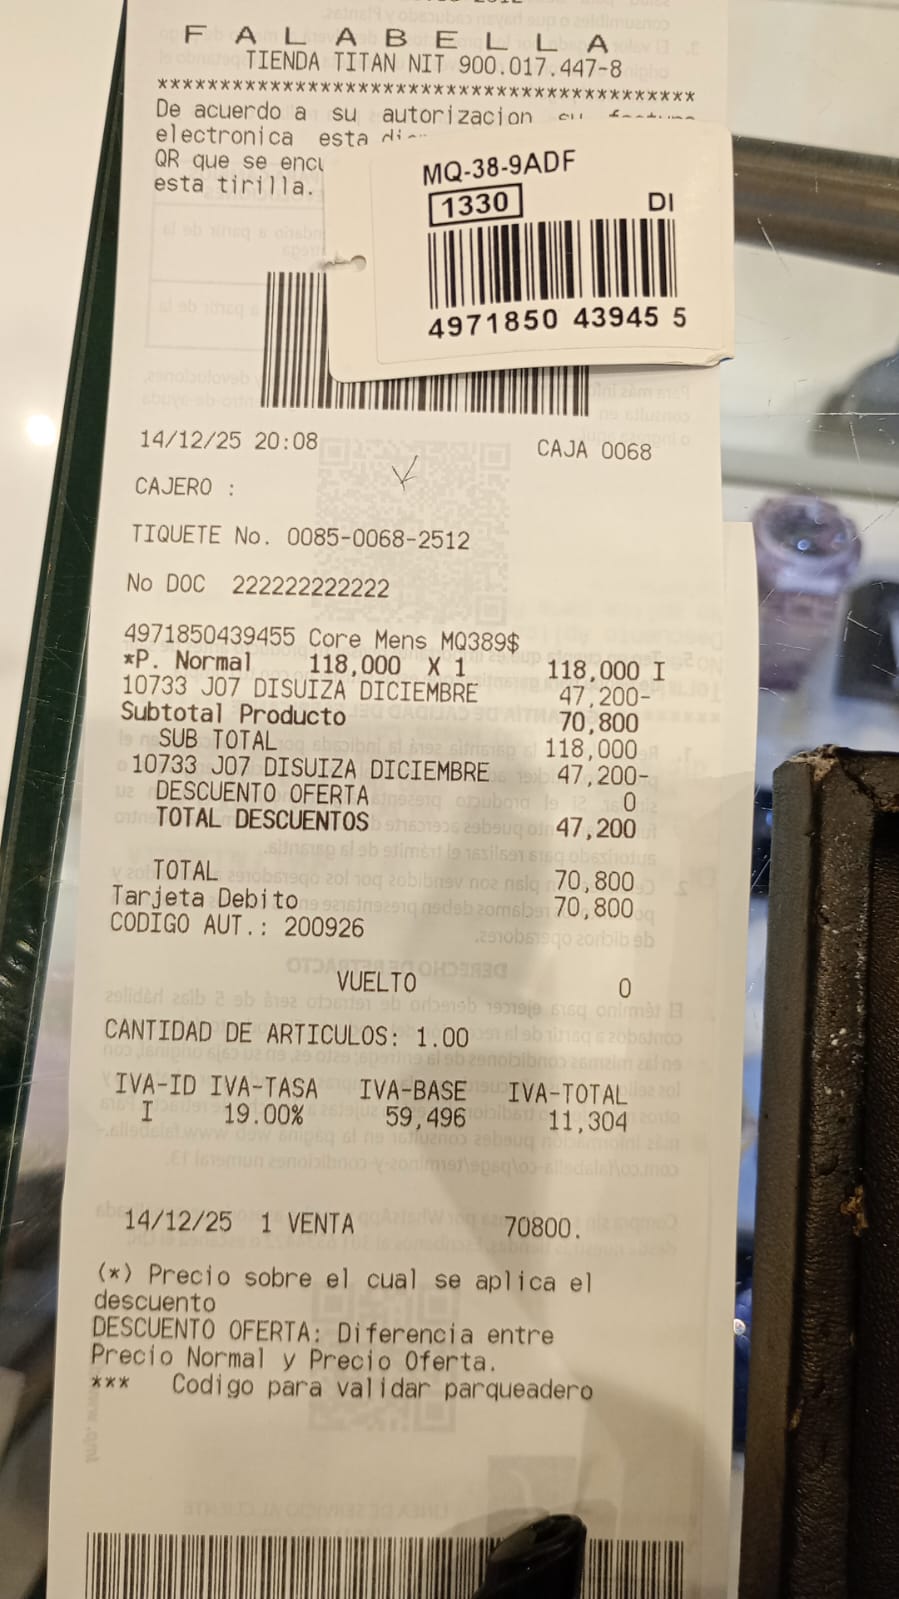 F A L A B E L L A
TIENDA TITAN NIT 900.017.447-8
******************************************
De acuerdo a su autorizacion su
electronica esta
QR que se
esta tirilla.
MQ-38-9ADF
1330 DI
4971850 43945 5
14/12/25 20:08 CAJA 0068
CAJERO :
TIQUETE No. 0085-0068-2512
No DOC 222222222222
4971850439455 Core Mens MQ389$
*P. Normal 118,000 X 1 118,000 I
10733 J07 DISUIZA DICIEMBRE 47,200-
Subtotal Producto 70,800
SUB TOTAL 118,000
10733 J07 DISUIZA DICIEMBRE 47,200-
DESCUENTO OFERTA 0
TOTAL DESCUENTOS 47,200
TOTAL 70,800
Tarjeta Debito 70,800
CODIGO AUT.: 200926
VUELTO 0
CANTIDAD DE ARTICULOS: 1.00
IVA-ID IVA-TASA IVA-BASE IVA-TOTAL
I 19.00% 59,496 11,304
14/12/25 1 VENTA 70800.
(*) Precio sobre el cual se aplica el
descuento
DESCUENTO OFERTA: Diferencia entre
Precio Normal y Precio Oferta.
*** Codigo para validar parqueadero